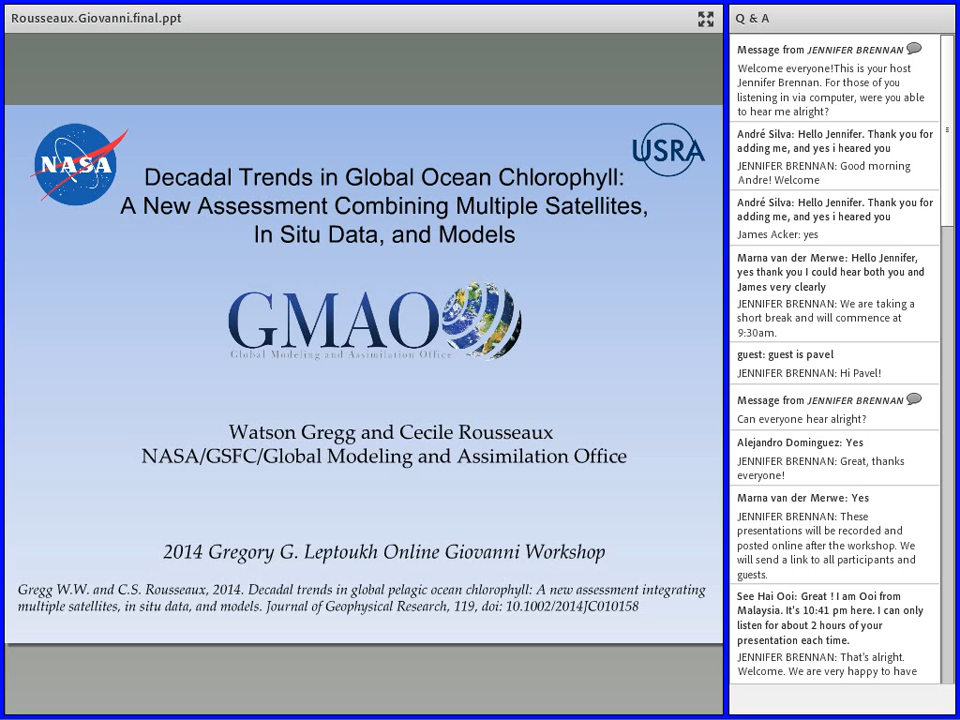 Rousseaux.Giovanni.final.ppt
NASA
USRA
Decadal Trends in Global Ocean Chlorophyll:
A New Assessment Combining Multiple Satellites,
In Situ Data, and Models
GMAO
Global Modeling and Assimilation Office
Watson Gregg and Cecile Rousseaux
NASA/GSFC/Global Modeling and Assimilation Office
2014 Gregory G. Leptoukh Online Giovanni Workshop
Gregg W.W. and C.S. Rousseaux, 2014. Decadal trends in global pelagic ocean chlorophyll: A new assessment integrating
multiple satellites, in situ data, and models. Journal of Geophysical Research, 119, doi: 10.1002/2014JC010158
Q & A
Message from JENNIFER BRENNAN
Welcome everyone!This is your host
Jennifer Brennan. For those of you
listening in via computer, were you able
to hear me alright?
André Silva: Hello Jennifer. Thank you for
adding me, and yes i heared you
JENNIFER BRENNAN: Good morning
Andre! Welcome
André Silva: Hello Jennifer. Thank you for
adding me, and yes i heared you
James Acker: yes
Marna van der Merwe: Hello Jennifer,
yes thank you I could hear both you and
James very clearly
JENNIFER BRENNAN: We are taking a
short break and will commence at
9:30am.
guest: guest is pavel
JENNIFER BRENNAN: Hi Pavel!
Message from JENNIFER BRENNAN
Can everyone hear alright?
Alejandro Dominguez: Yes
JENNIFER BRENNAN: Great, thanks
everyone!
Marna van der Merwe: Yes
JENNIFER BRENNAN: These
presentations will be recorded and
posted online after the workshop. We
will send a link to all participants and
guests.
See Hai Ooi: Great ! I am Ooi from
Malaysia. It's 10:41 pm here. I can only
listen for about 2 hours of your
presentation each time.
JENNIFER BRENNAN: That's alright.
Welcome. We are very happy to have